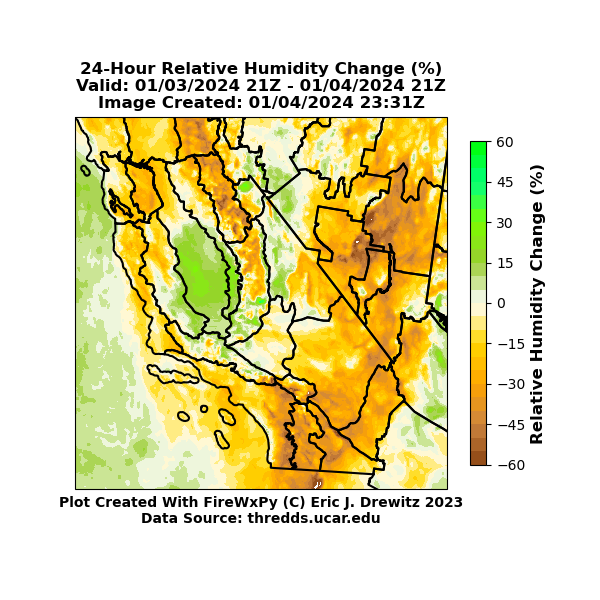 24-Hour Relative Humidity Change (%)
Valid: 01/03/2024 21Z - 01/04/2024 21Z
Image Created: 01/04/2024 23:31Z
60
45
30
15
0
−15
−30
−45
−60
Relative Humidity Change (%)
Plot Created With FireWxPy (C) Eric J. Drewitz 2023
Data Source: thredds.ucar.edu